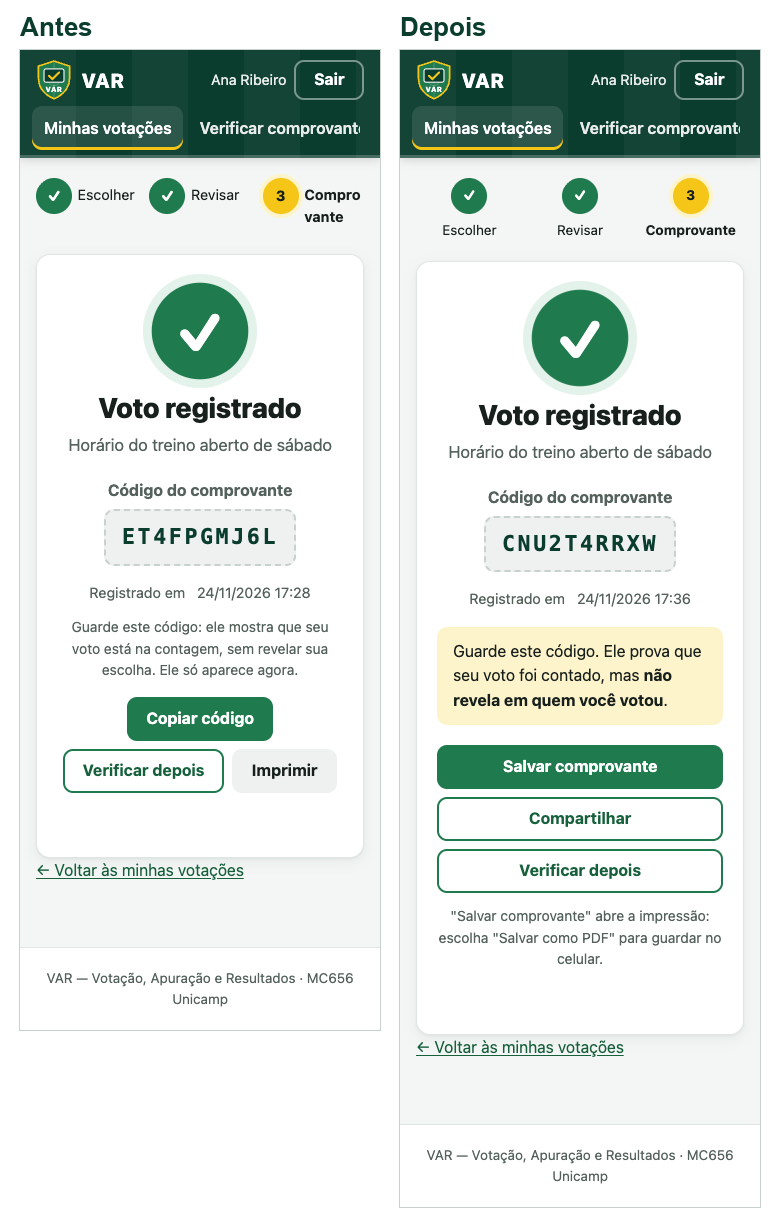 Antes
VAR
VAR
Ana Ribeiro
Sair
Minhas votações
Verificar comprovant
Escolher
Revisar
3
Compro
vante
Voto registrado
Horário do treino aberto de sábado
Código do comprovante
ET4FPGMJ6L
Registrado em 24/11/2026 17:28
Guarde este código: ele mostra que seu
voto está na contagem, sem revelar sua
escolha. Ele só aparece agora.
Copiar código
Verificar depois
Imprimir
← Voltar às minhas votações
VAR — Votação, Apuração e Resultados · MC656
Unicamp
Depois
VAR
VAR
Ana Ribeiro
Sair
Minhas votações
Verificar comprovant
3
Escolher
Revisar
Comprovante
Voto registrado
Horário do treino aberto de sábado
Código do comprovante
CNU2T4RRXW
Registrado em 24/11/2026 17:36
Guarde este código. Ele prova que
seu voto foi contado, mas não
revela em quem você votou.
Salvar comprovante
Compartilhar
Verificar depois
"Salvar comprovante" abre a impressão:
escolha "Salvar como PDF" para guardar no
celular.
← Voltar às minhas votações
VAR — Votação, Apuração e Resultados · MC656
Unicamp